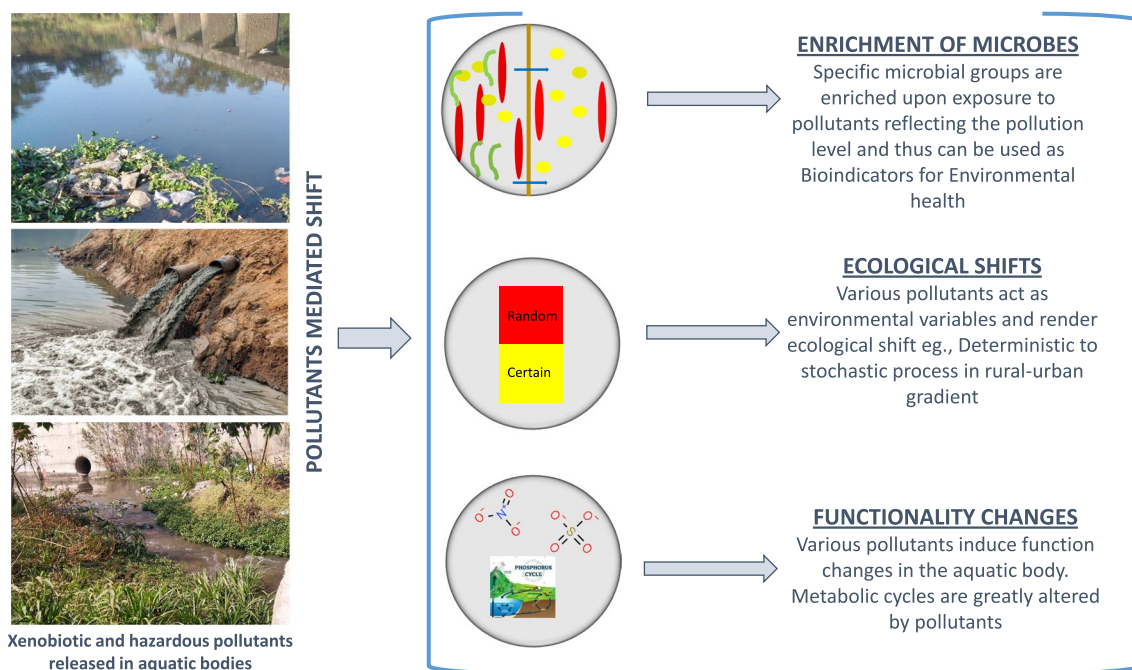 Xenobiotic and hazardous pollutants
released in aquatic bodies
POLLUTANTS MEDIATED SHIFT
ENRICHMENT OF MICROBES
Specific microbial groups are
enriched upon exposure to
pollutants reflecting the pollution
level and thus can be used as
Bioindicators for Environmental
health
Random
Certain
ECOLOGICAL SHIFTS
Various pollutants act as
environmental variables and render
ecological shift eg., Deterministic to
stochastic process in rural-urban
gradient
O
N+
O-
O-
O-
O-
S
O
O
PHOSPHORUS
CYCLE
FUNCTIONALITY CHANGES
Various pollutants induce function
changes in the aquatic body.
Metabolic cycles are greatly altered
by pollutants